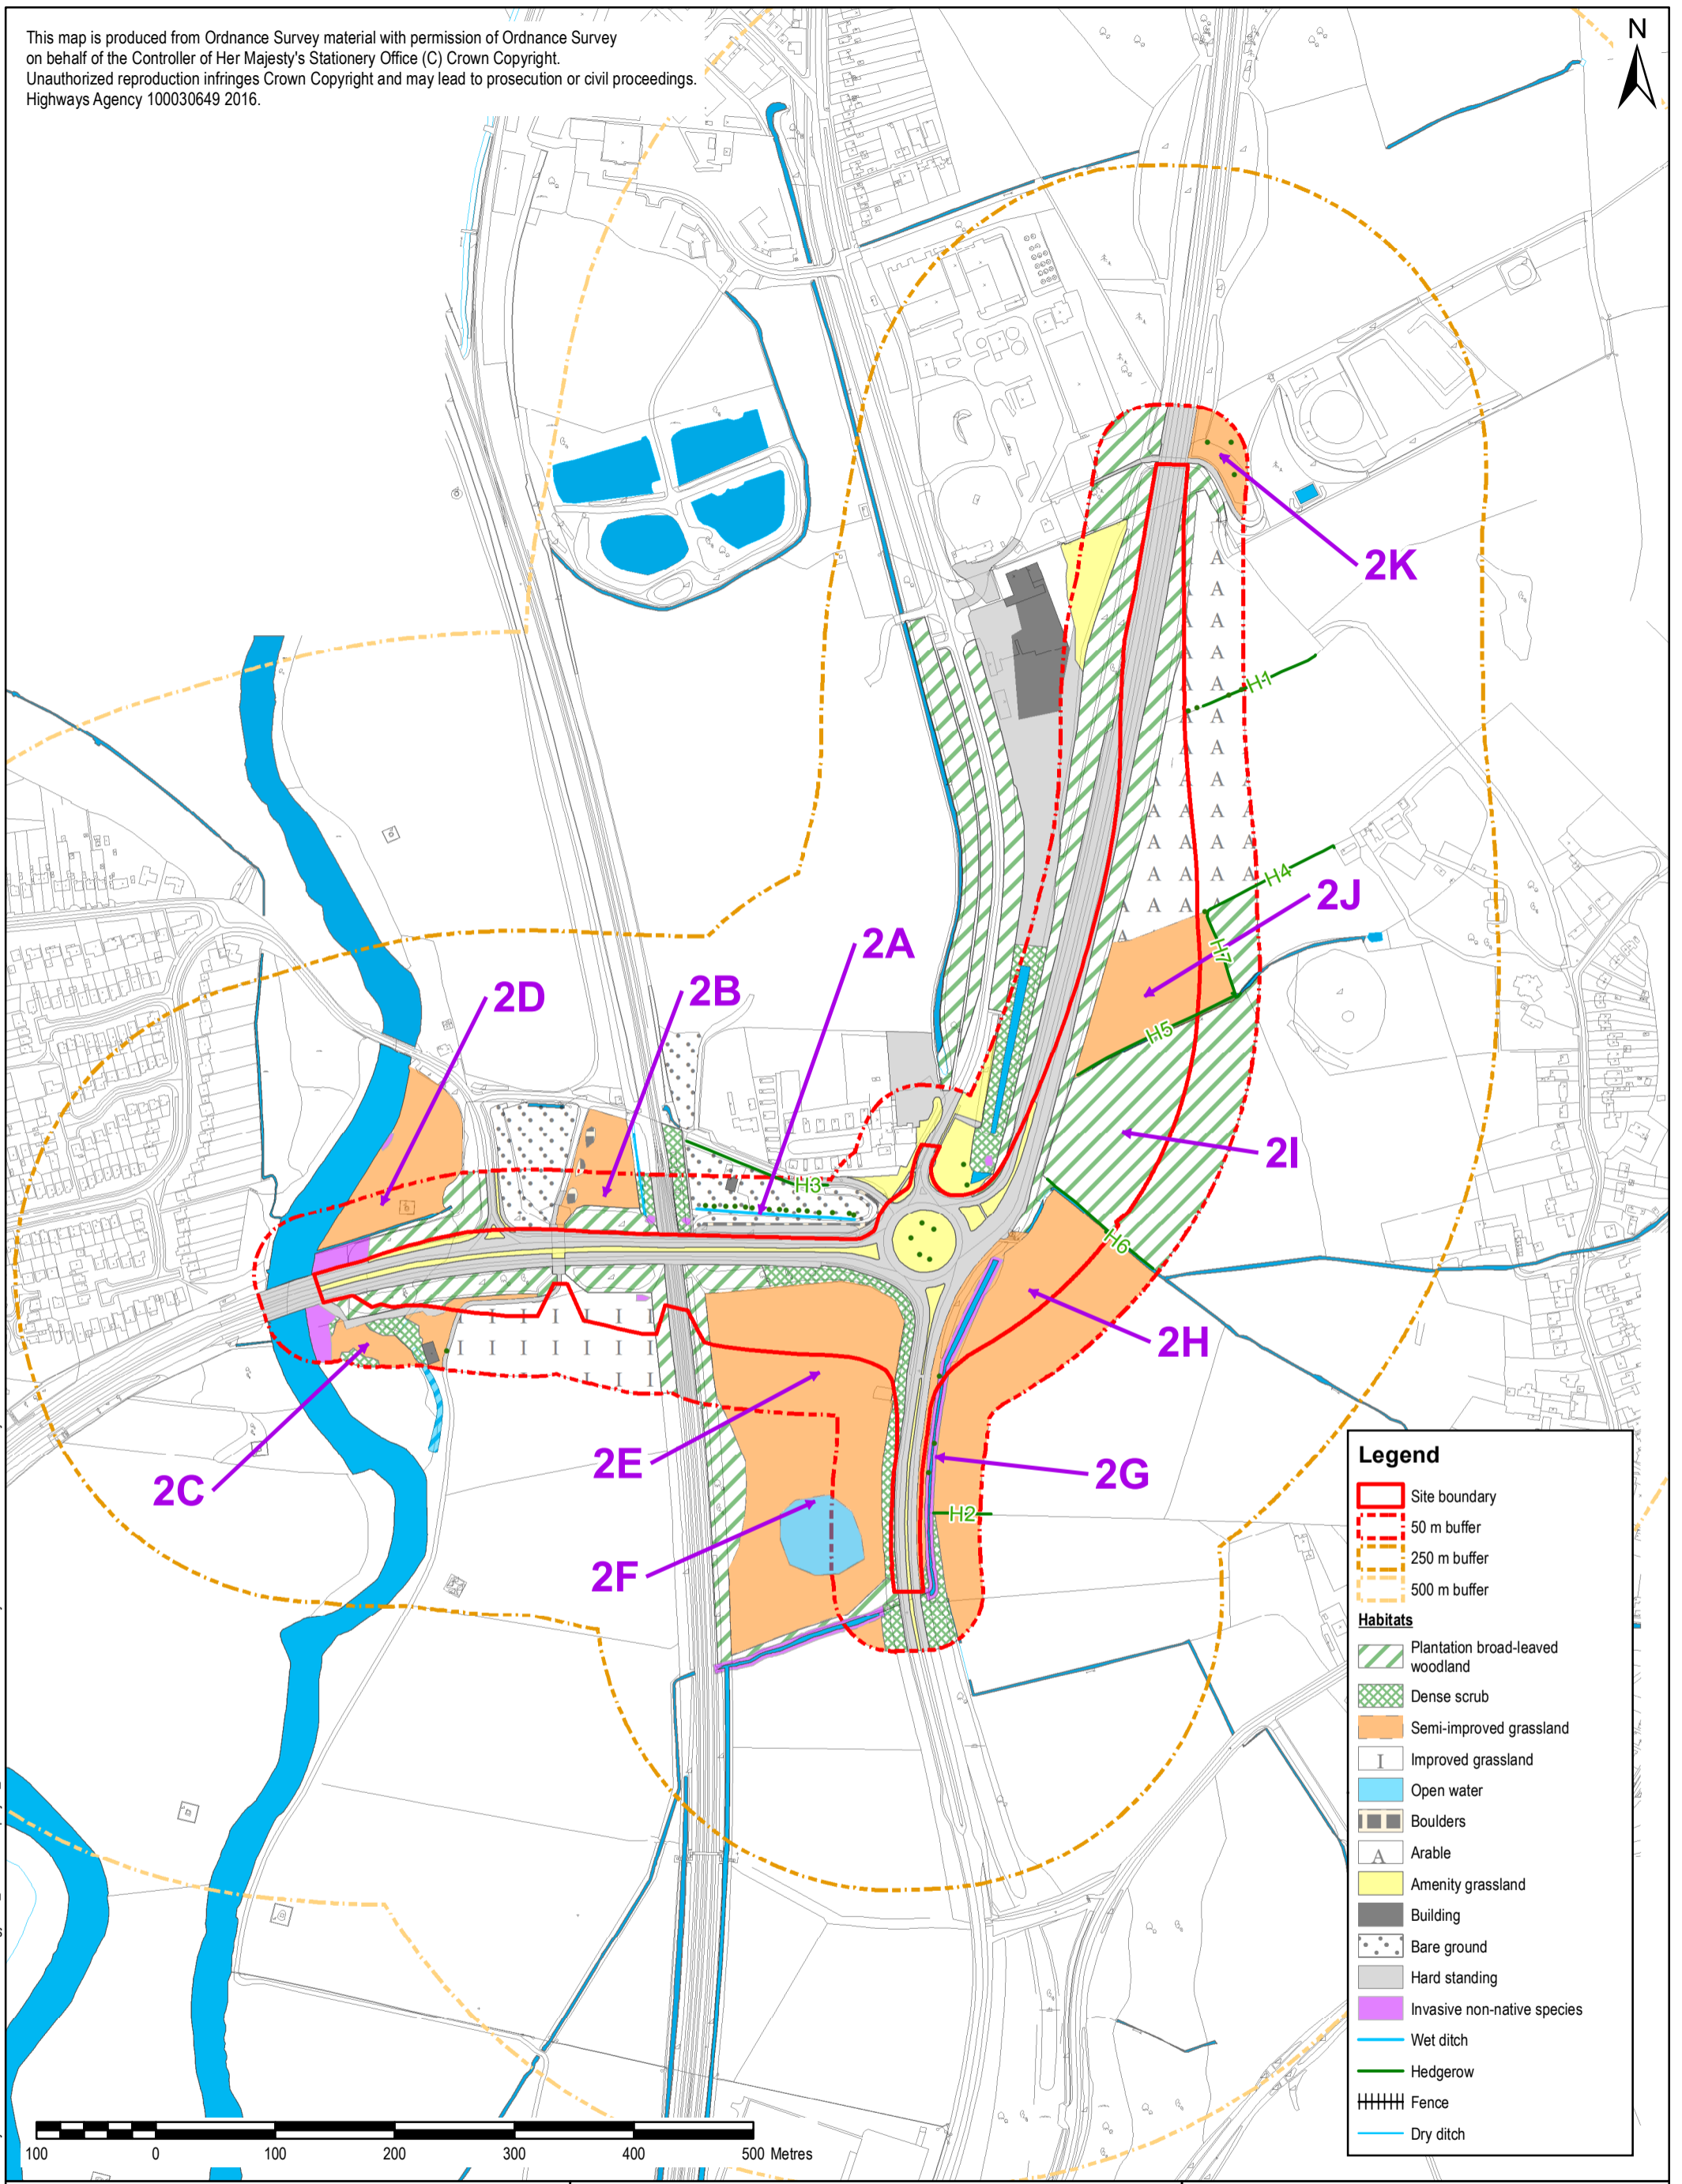 This map is produced from Ordnance Survey material with permission of Ordnance Survey
on behalf of the Controller of Her Majesty's Stationery Office (C) Crown Copyright.
Unauthorized reproduction infringes Crown Copyright and may lead to prosecution or civil proceedings.
Highways Agency 100030649 2016.
N
2K
H1
H4
2J
H7
2A
2B
2D
H5
2I
H3
H6
2H
2E
2G
2C
H2
2F
Legend
Site boundary
50 m buffer
250 m buffer
500 m buffer
Habitats
Plantation broad-leaved
woodland
Dense scrub
Semi-improved grassland
I Improved grassland
Open water
Boulders
A Arable
Amenity grassland
Building
Bare ground
Hard standing
Invasive non-native species
Wet ditch
Hedgerow
Fence
Dry ditch
100 0 100 200 300 400 500 Metres